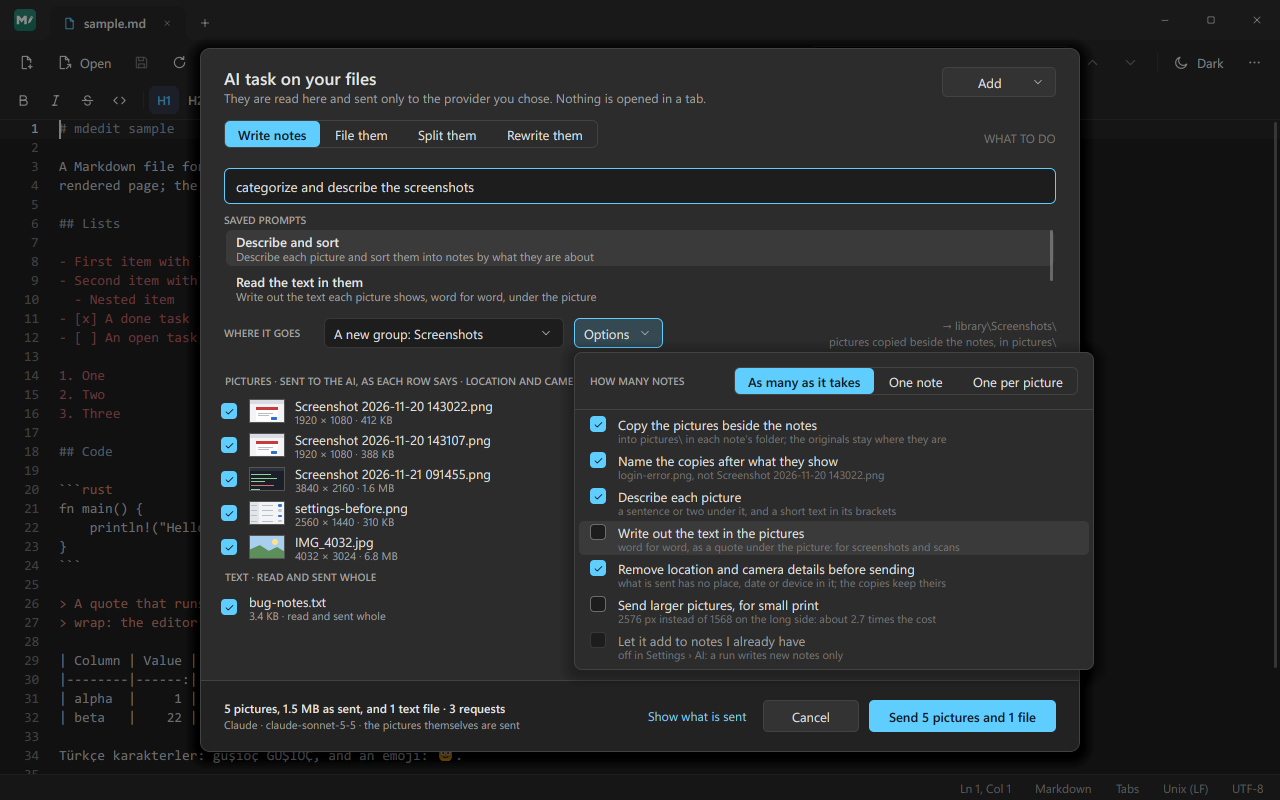 sample.md
Open
Dark
B I S <> H1 H2
AI task on your files
They are read here and sent only to the provider you chose. Nothing is opened in a tab.
Add
Write notes File them Split them Rewrite them
WHAT TO DO
categorize and describe the screenshots
SAVED PROMPTS
Describe and sort
Describe each picture and sort them into notes by what they are about
Read the text in them
Write out the text each picture shows, word for word, under the picture
WHERE IT GOES
A new group: Screenshots
Options
→ library\Screenshots\
pictures copied beside the notes, in pictures\
PICTURES · SENT TO THE AI, AS EACH ROW SAYS · LOCATION AND CAME
Screenshot 2026-11-20 143022.png
1920 × 1080 · 412 KB
Screenshot 2026-11-20 143107.png
1920 × 1080 · 388 KB
Screenshot 2026-11-21 091455.png
3840 × 2160 · 1.6 MB
settings-before.png
2560 × 1440 · 310 KB
IMG_4032.jpg
4032 × 3024 · 6.8 MB
TEXT · READ AND SENT WHOLE
bug-notes.txt
3.4 KB · read and sent whole
HOW MANY NOTES
As many as it takes One note One per picture
Copy the pictures beside the notes
into pictures\ in each note's folder; the originals stay where they are
Name the copies after what they show
login-error.png, not Screenshot 2026-11-20 143022.png
Describe each picture
a sentence or two under it, and a short text in its brackets
Write out the text in the pictures
word for word, as a quote under the picture: for screenshots and scans
Remove location and camera details before sending
what is sent has no place, date or device in it; the copies keep theirs
Send larger pictures, for small print
2576 px instead of 1568 on the long side: about 2.7 times the cost
Let it add to notes I already have
off in Settings › AI: a run writes new notes only
5 pictures, 1.5 MB as sent, and 1 text file · 3 requests
Claude · claude-sonnet-5-5 · the pictures themselves are sent
Show what is sent
Cancel
Send 5 pictures and 1 file
1 # mdedit sample
2
3 A Markdown file for
4 rendered page; the
5
6 ## Lists
7
8 - First item with
9 - Second item with
10 - Nested item
11 - [x] A done task
12 - [ ] An open task
13
14 1. One
15 2. Two
16 3. Three
17
18 ## Code
19
20 ```rust
21 fn main() {
22 println!("Hello
23 }
24 ```
25
26 > A quote that runs
27 > wrap: the editor
28
29 | Column | Value |
30 |--------|------:|
31 | alpha | 1 |
32 | beta | 22 |
33
34 Türkçe karakterler:
and an emoji:
35
Ln 1, Col 1 Markdown Tabs Unix (LF) UTF-8